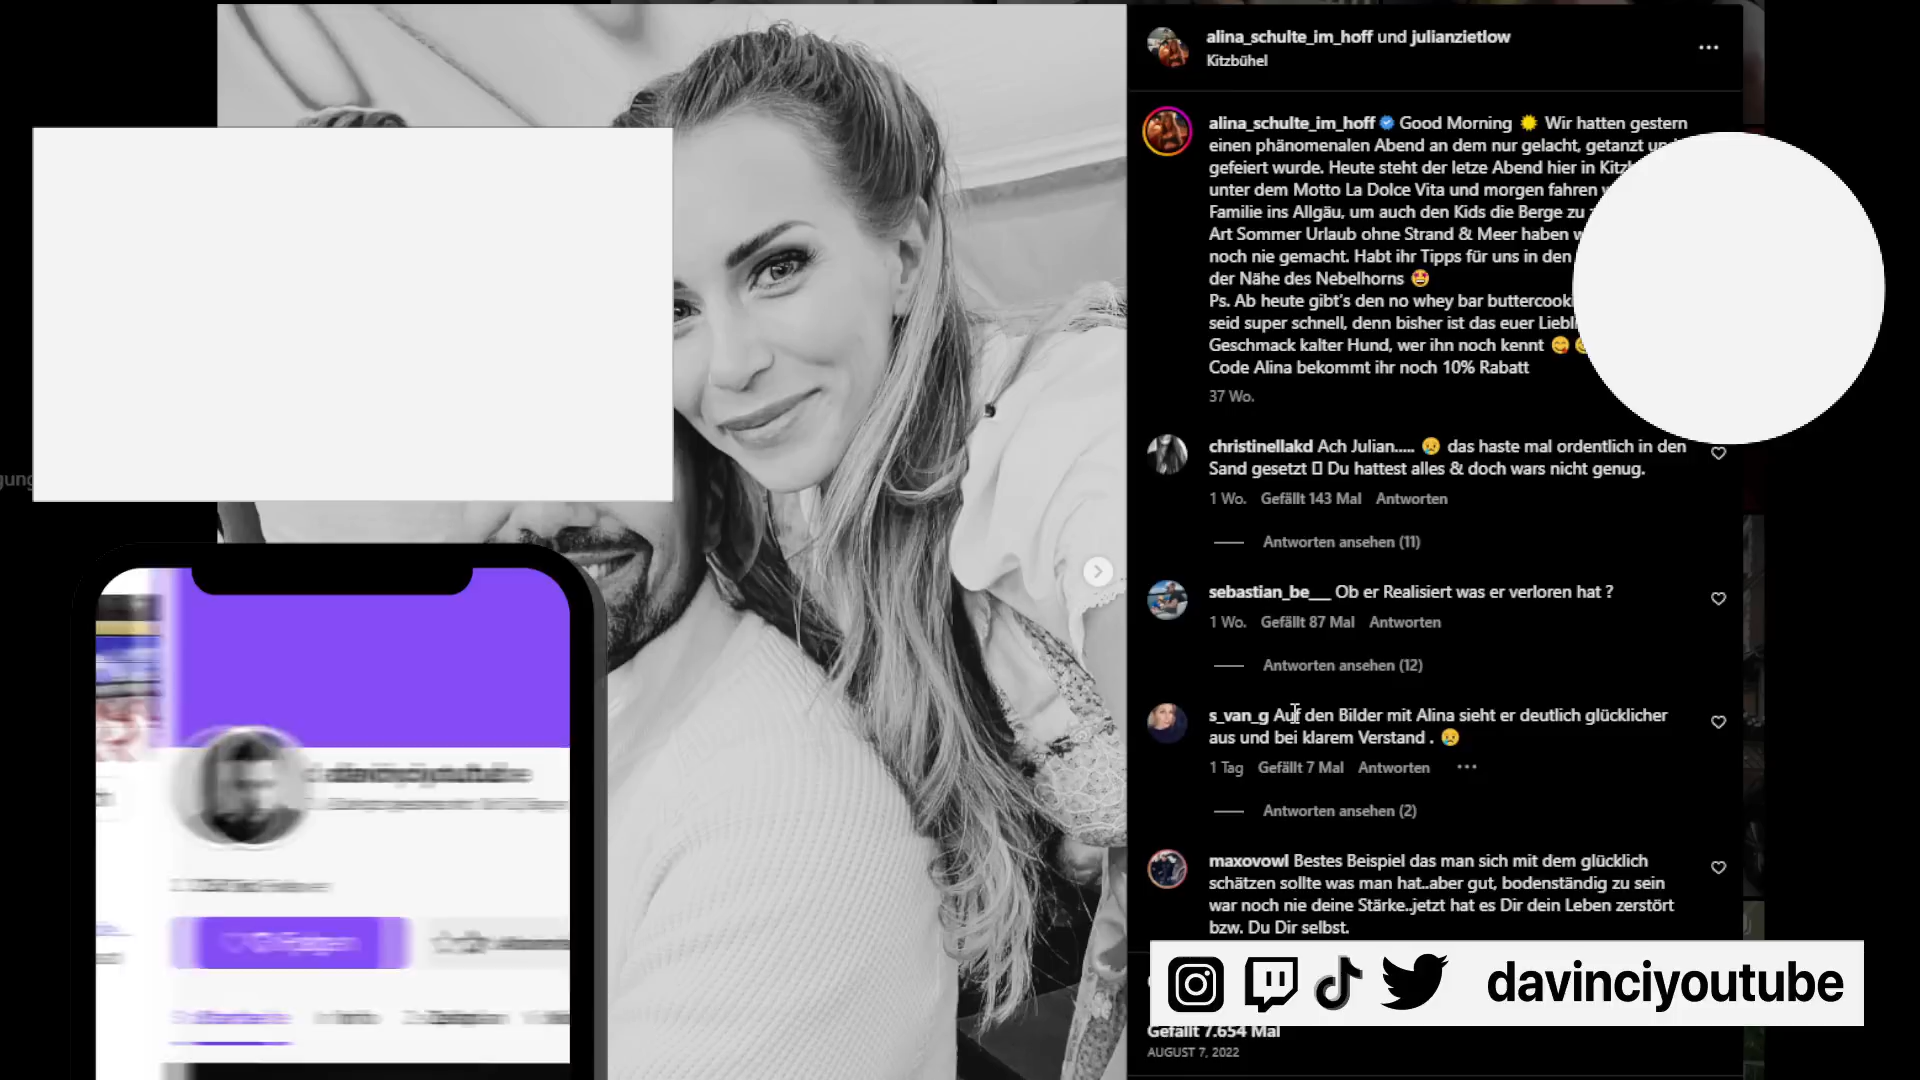 alina_schulte_im_hoff und julianzietlow
Kitzbühel
alina_schulte_im_hoff Good Morning ☀️ Wir hatten gestern
einen phänomenalen Abend an dem nur gelacht, getanzt
gefeiert wurde. Heute steht der letze Abend hier in
unter dem Motto La Dolce Vita und morgen fahren
Familie ins Allgäu, um auch den Kids die Berge zu
Art Sommer Urlaub ohne Strand & Meer haben
noch nie gemacht. Habt ihr Tipps für uns in den
der Nähe des Nebelhorns 🤩
Ps. Ab heute gibt's den no whey bar
seid super schnell, denn bisher ist das euer
Geschmack kalter Hund, wer ihn noch kennt 😋
Code Alina bekommt ihr noch 10% Rabatt
37 Wo.
christinellakd Ach Julian..... 😢 das haste mal ordentlich in den
Sand gesetzt ▯ Du hattest alles & doch wars nicht genug.
1 Wo. Gefällt 143 Mal Antworten
Antworten ansehen (11)
sebastian_be__ Ob er Realisiert was er verloren hat ?
1 Wo. Gefällt 87 Mal Antworten
Antworten ansehen (12)
s_van_g Auf den Bilder mit Alina sieht er deutlich glücklicher
aus und bei klarem Verstand . 😢
1 Tag Gefällt 7 Mal Antworten
Antworten ansehen (2)
maxovowl Bestes Beispiel das man sich mit dem glücklich
schätzen sollte was man hat..aber gut, bodenständig zu sein
war noch nie deine Stärke..jetzt hat es Dir dein Leben zerstört
bzw. Du Dir selbst.
davinciyoutube
Gefällt 7.654 Mal
AUGUST 7, 2022
davinciyoutube